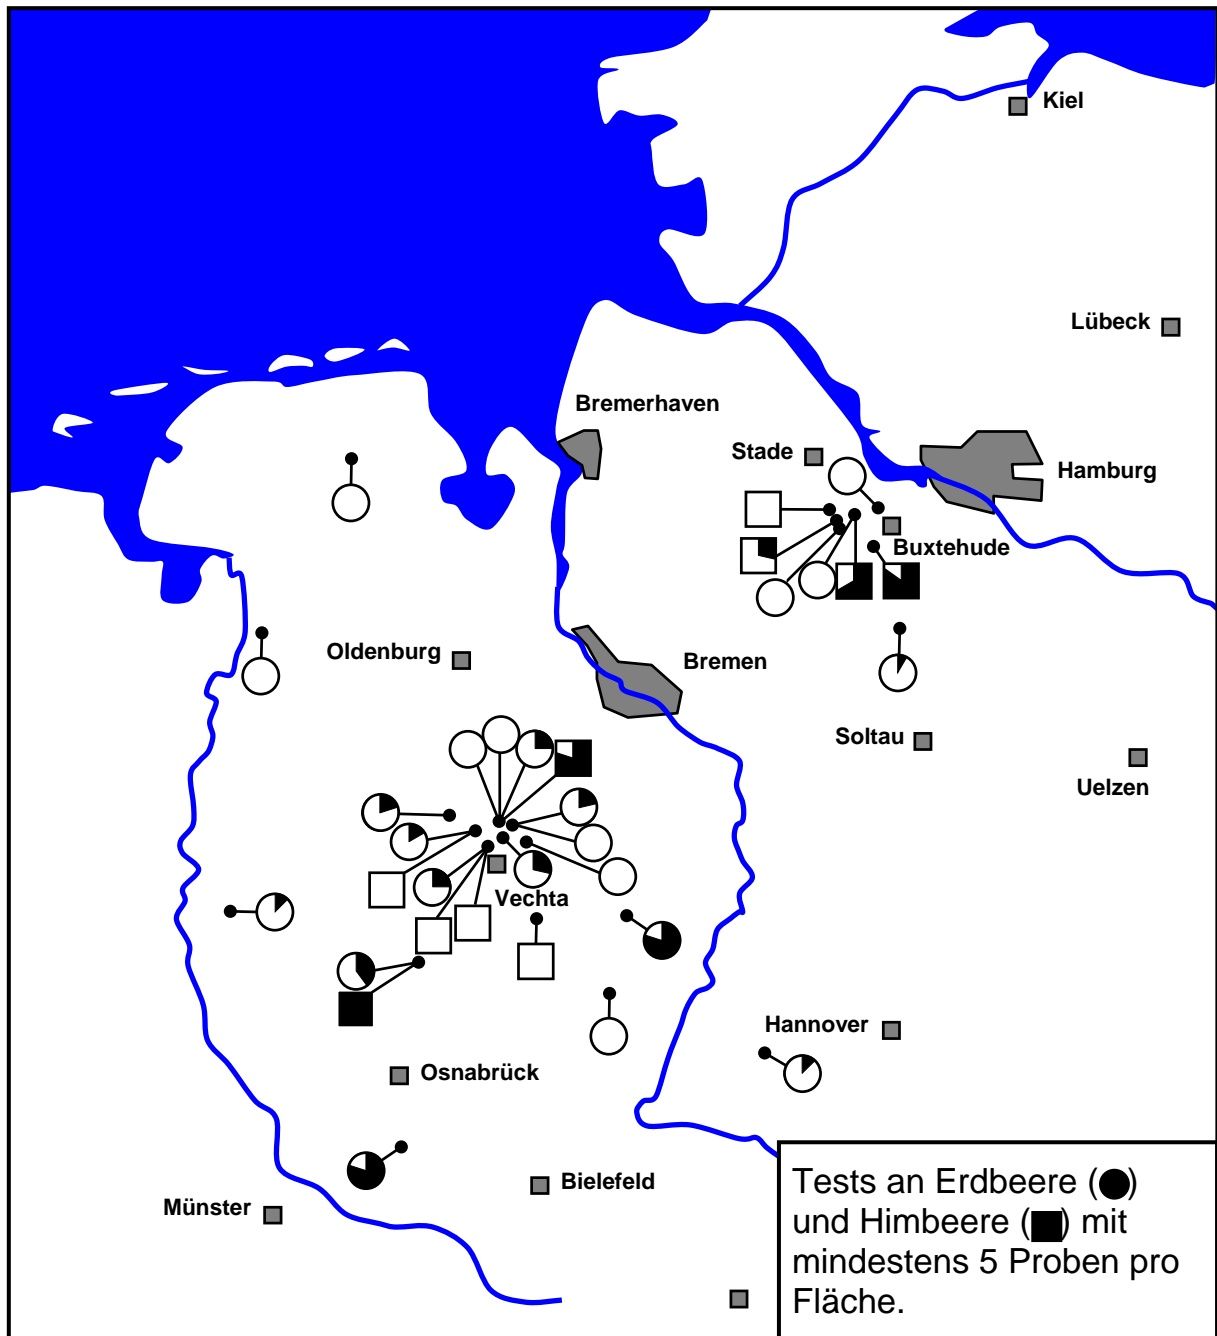 Kiel
Lübeck
Bremerhaven
Stade
Hamburg
Buxtehude
Oldenburg
Bremen
Soltau
Uelzen
Vechta
Hannover
Osnabrück
Bielefeld
Münster
Tests an Erdbeere (●)
und Himbeere (■) mit
mindestens 5 Proben pro
Fläche.